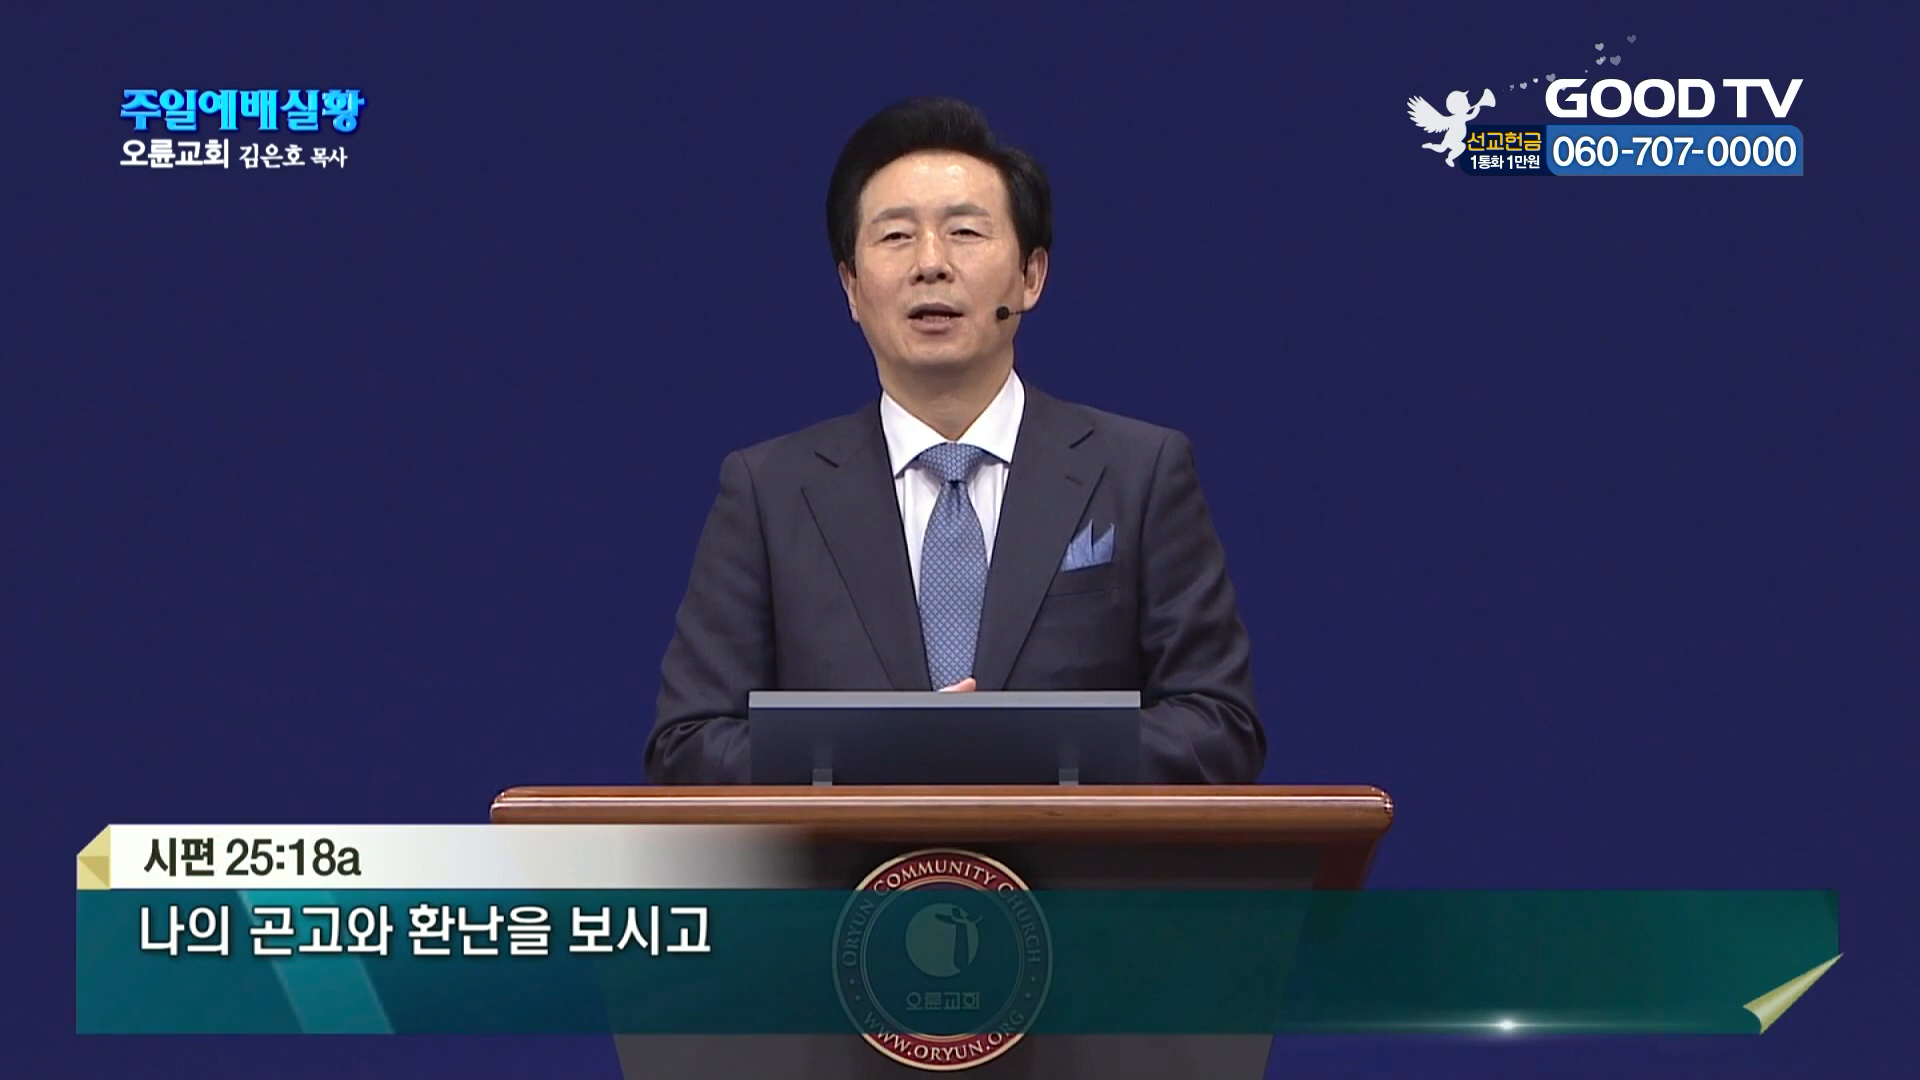 주일예배실황
오륜교회 김은호 목사
GOOD TV
선교헌금
1통화 1만원
060-707-0000
시편 25:18a
나의 곤고와 환난을 보시고
ORYUN COMMUNITY CHURCH
오륜교회
WWW.ORYUN.ORG